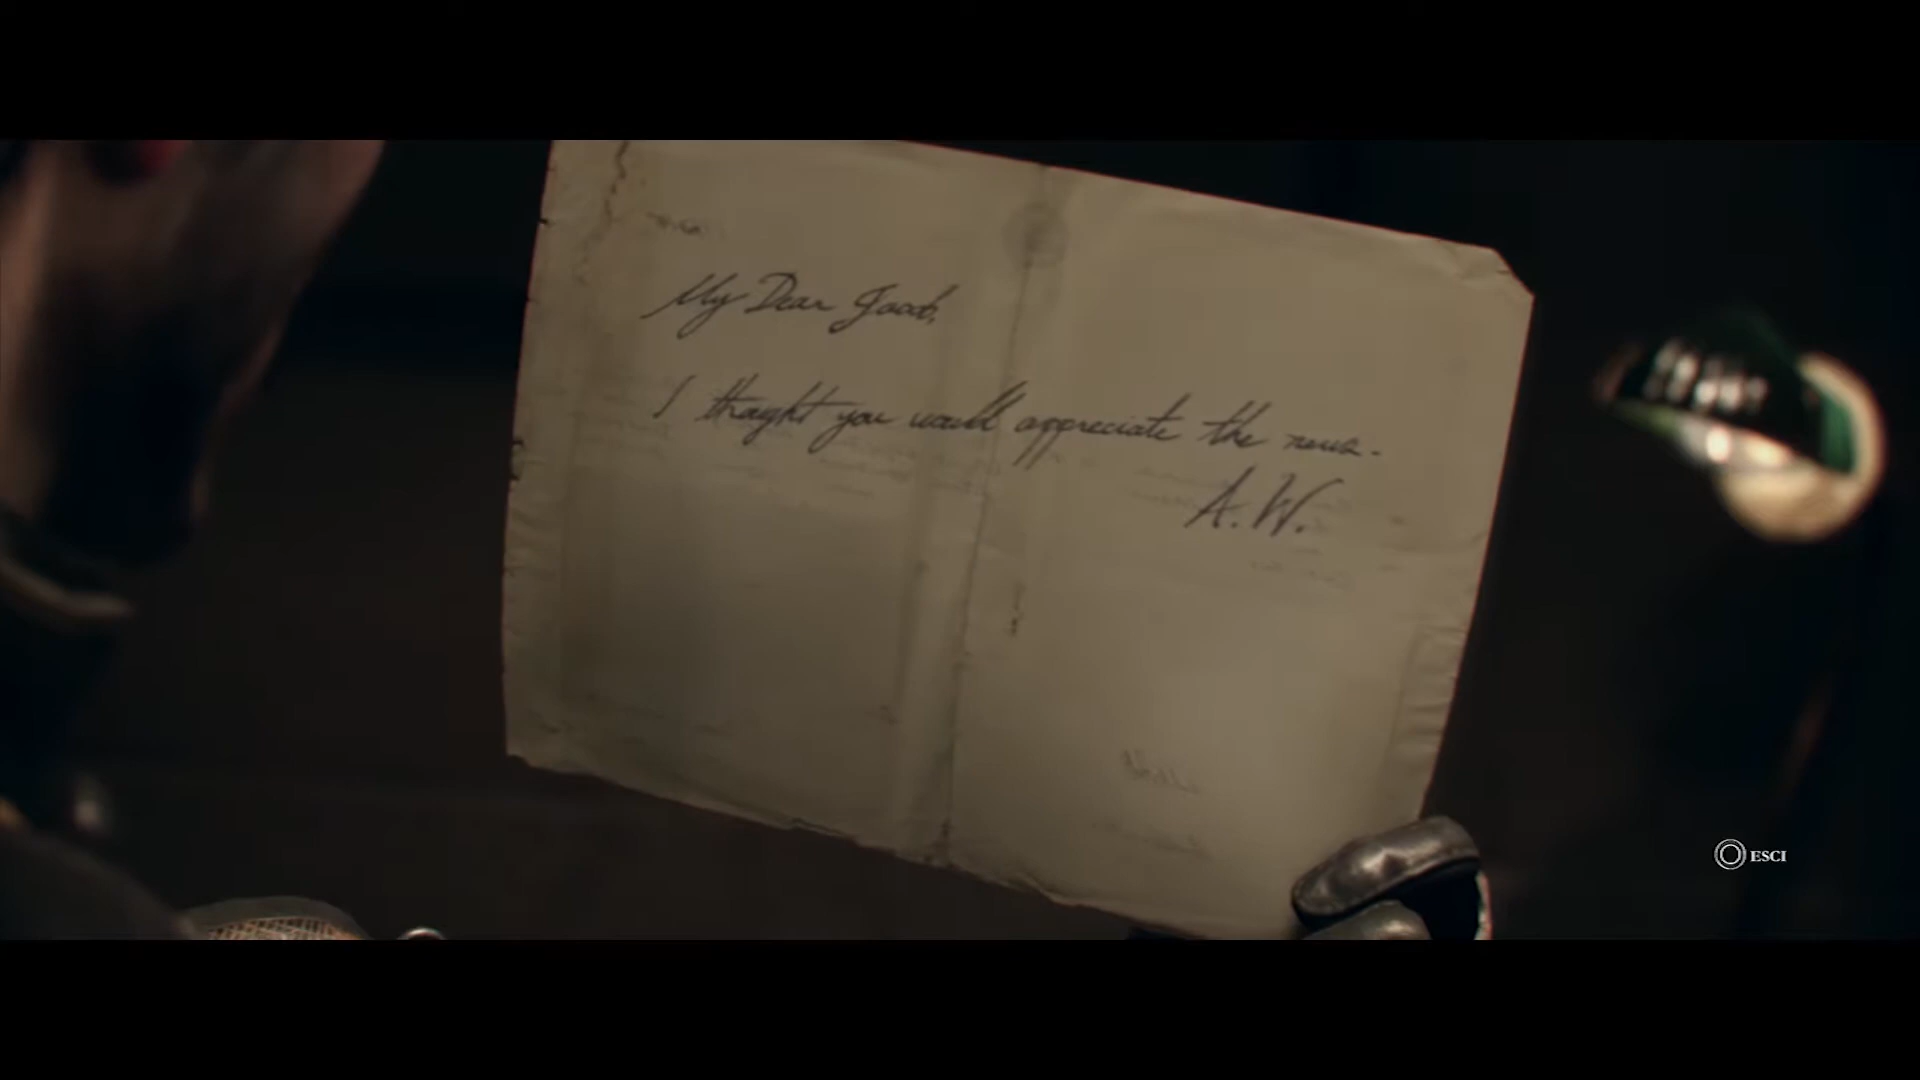 My Dear Jacob,
I thought you would appreciate the news.
A.W.
ESCI